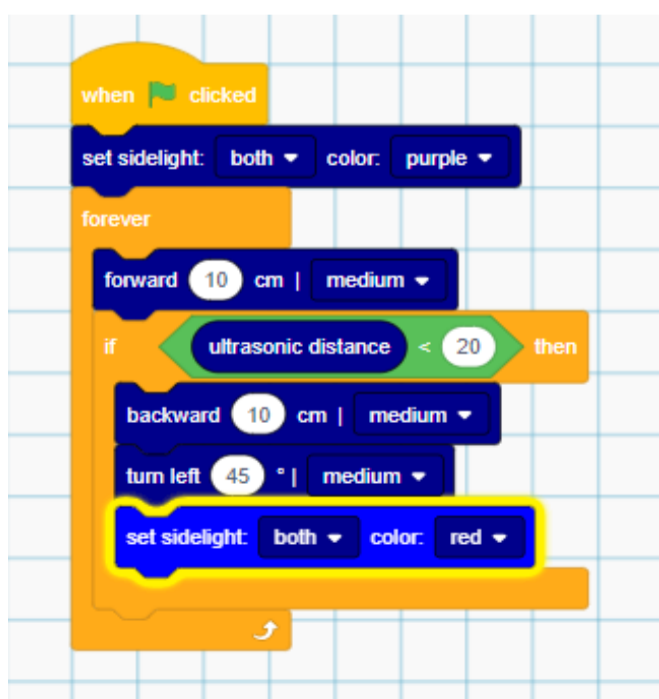 when clicked
set sidelight: both color: purple
forever
forward 10 cm | medium
if ultrasonic distance < 20 then
backward 10 cm | medium
turn left 45 ° | medium
set sidelight: both color: red